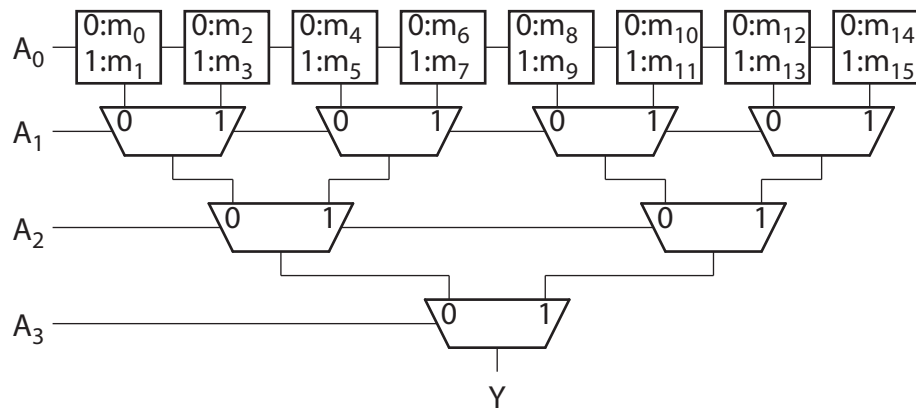 0:m₀ 0:m₂ 0:m₄ 0:m₆ 0:m₈ 0:m₁₀ 0:m₁₂ 0:m₁₄
A₀
1:m₁ 1:m₃ 1:m₅ 1:m₇ 1:m₉ 1:m₁₁ 1:m₁₃ 1:m₁₅
A₁ 0 1 0 1 0 1 0 1
A₂ 0 1 0 1
A₃ 0 1
Y